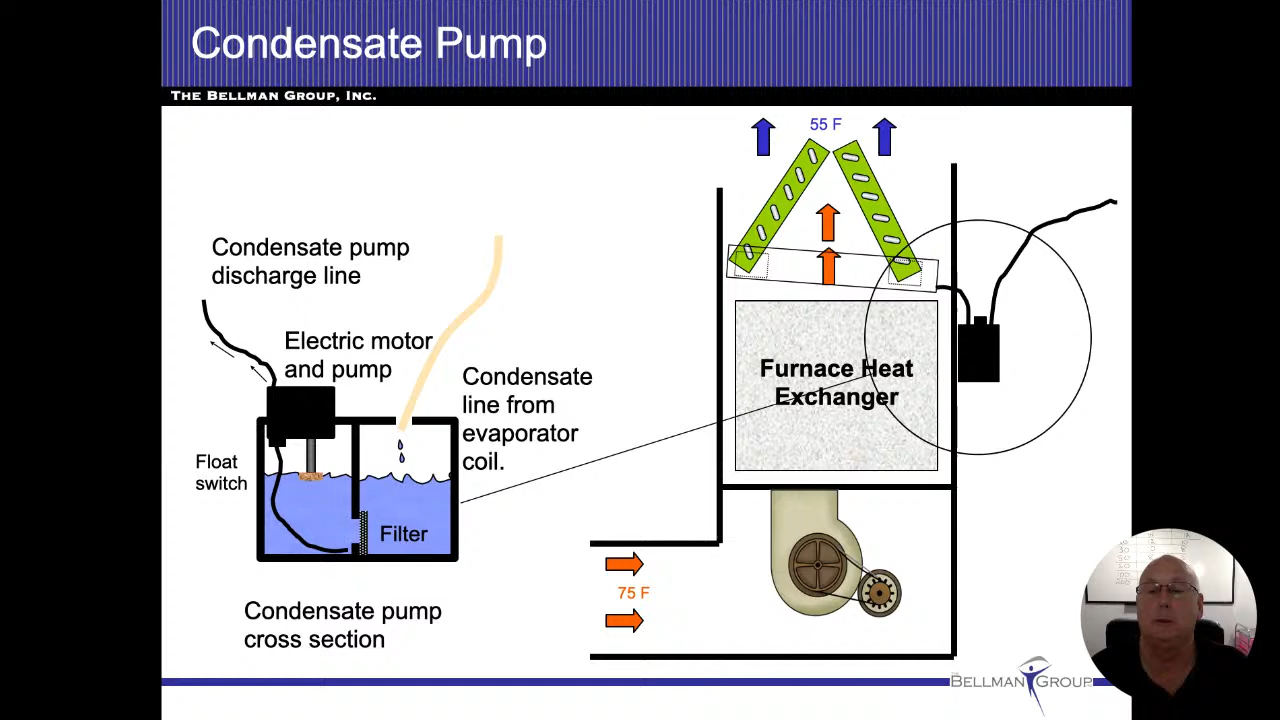 Condensate Pump
THE BELLMAN GROUP, INC.
55 F
Condensate pump
discharge line
Electric motor
and pump
Condensate
line from
evaporator
coil.
Float
switch
Filter
Condensate pump
cross section
Furnace Heat
Exchanger
75 F
THE
BELLMAN GROUP